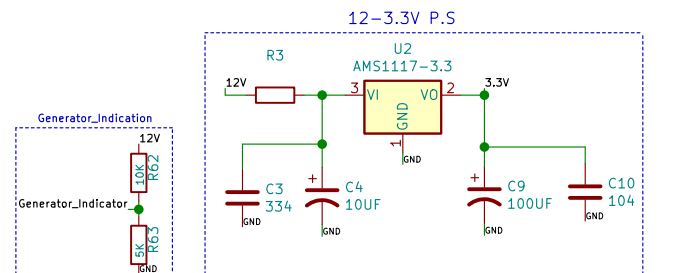 12-3.3V P.S
R3
U2
AMS1117-3.3
12V
3 VI
VO 2
3.3V
GND
1
GND
C3
334
GND
+
C4
10UF
GND
+
C9
100UF
GND
C10
104
GND
Generator_Indication
12V
10K
R62
Generator_Indicator
5K
R63
GND